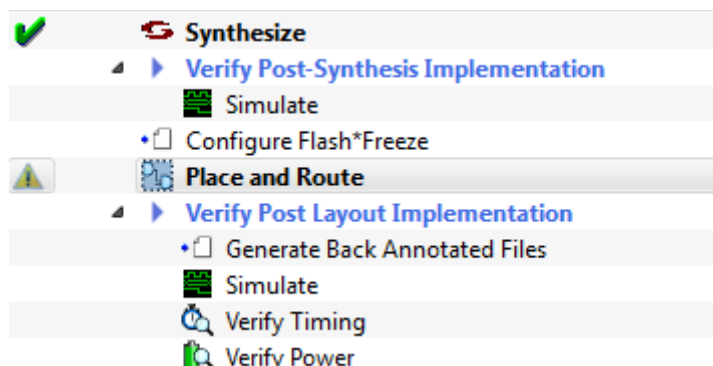 Synthesize
Verify Post-Synthesis Implementation
Simulate
Configure Flash*Freeze
Place and Route
Verify Post Layout Implementation
Generate Back Annotated Files
Simulate
Verify Timing
Verify Power